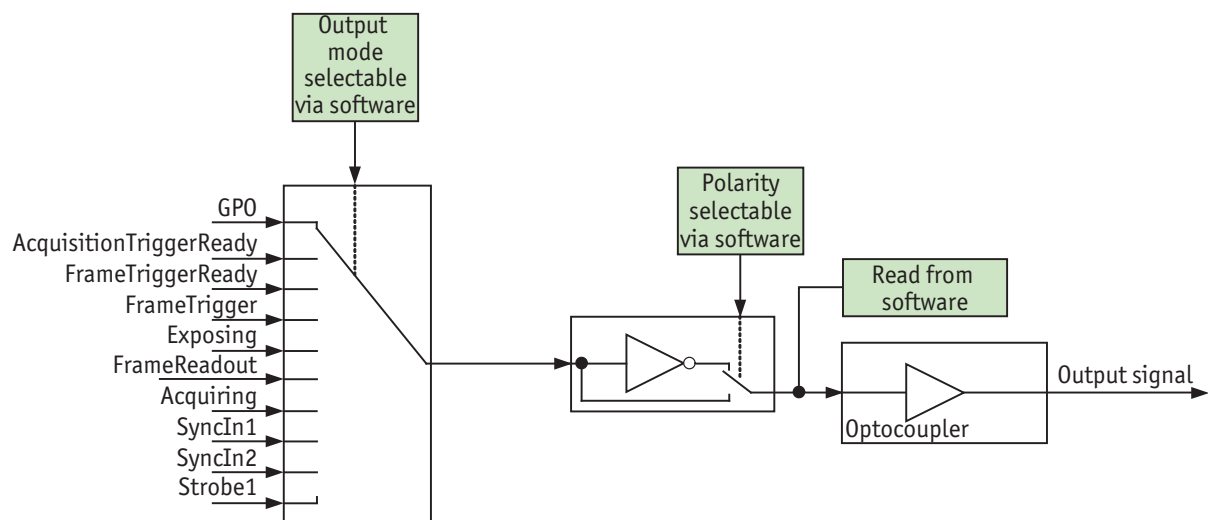 Output
mode
selectable
via software
GPO
AcquisitionTriggerReady
FrameTriggerReady
FrameTrigger
Exposing
FrameReadout
Acquiring
SyncIn1
SyncIn2
Strobe1
Polarity
selectable
via software
Read from
software
Optocoupler
Output signal